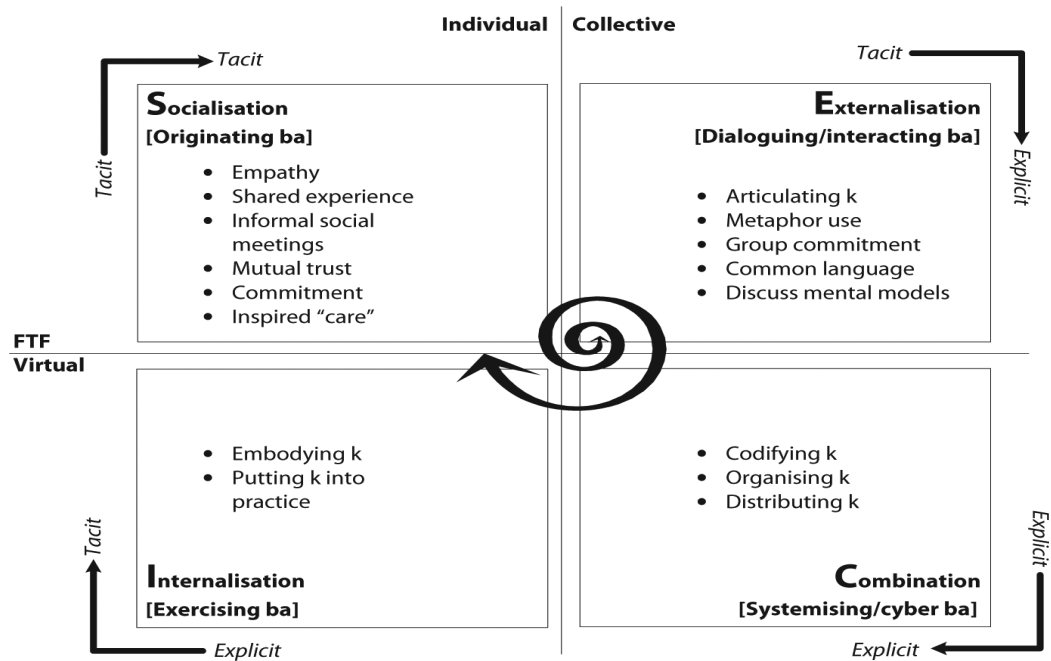 Individual
Collective
Tacit
Tacit
Socialisation
[Originating ba]
• Empathy
• Shared experience
• Informal social
meetings
• Mutual trust
• Commitment
• Inspired “care”
Tacit
Explicit
Externalisation
[Dialoguing/interacting ba]
• Articulating k
• Metaphor use
• Group commitment
• Common language
• Discuss mental models
FTF
Virtual
• Embodying k
• Putting k into
practice
Internalisation
[Exercising ba]
Tacit
Explicit
• Codifying k
• Organising k
• Distributing k
Combination
[Systemising/cyber ba]
Explicit
Explicit